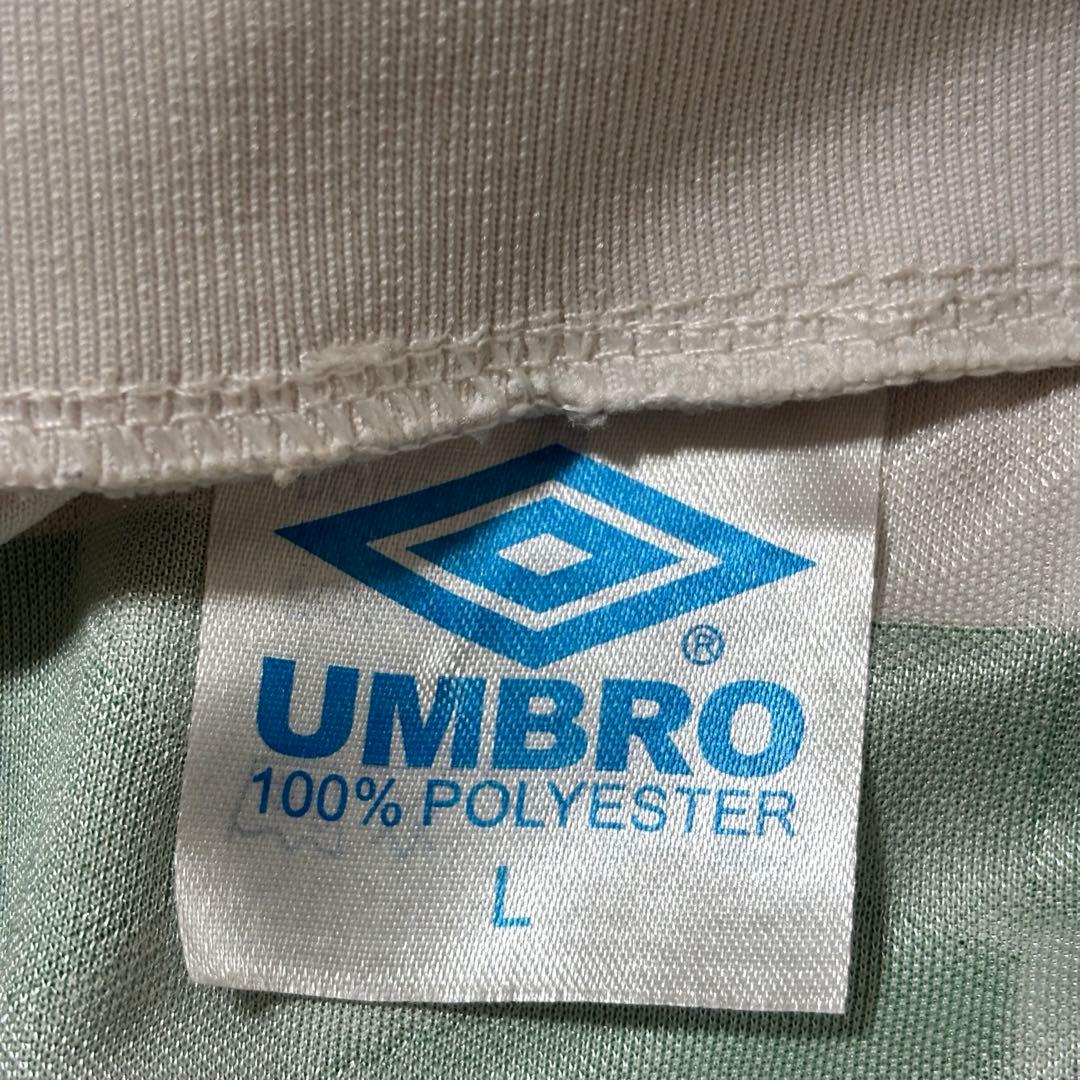 ®
UMBRO
100% POLYESTER
L